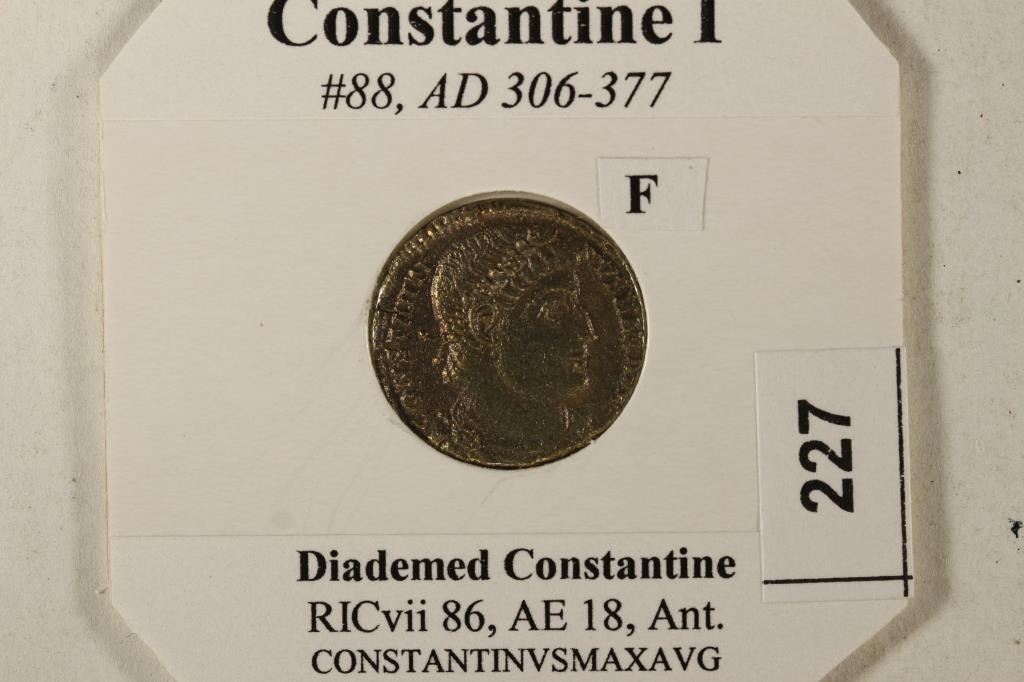 Constantine I
#88, AD 306-377
F
227
Diademed Constantine
RICvii 86, AE 18, Ant.
CONSTANTINVSMAXAVG